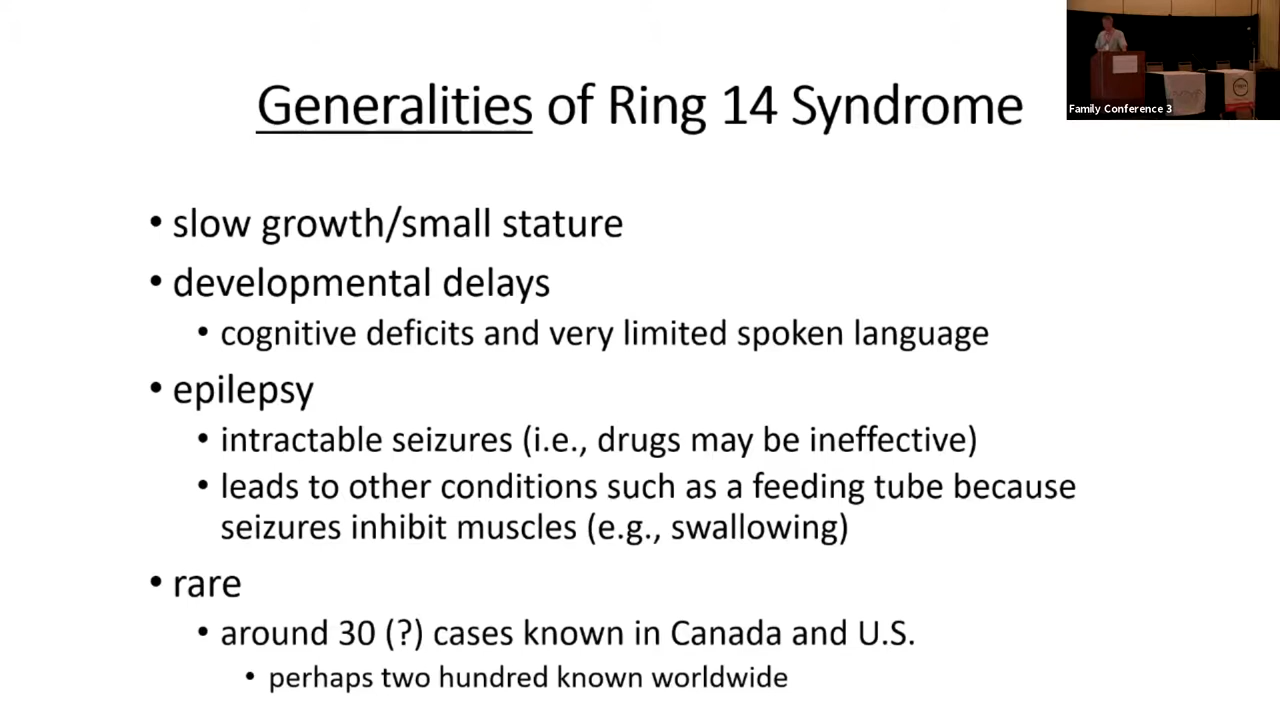 Generalities of Ring 14 Syndrome
Family Conference 3
• slow growth/small stature
• developmental delays
• cognitive deficits and very limited spoken language
• epilepsy
• intractable seizures (i.e., drugs may be ineffective)
• leads to other conditions such as a feeding tube because
seizures inhibit muscles (e.g., swallowing)
• rare
• around 30 (?) cases known in Canada and U.S.
• perhaps two hundred known worldwide